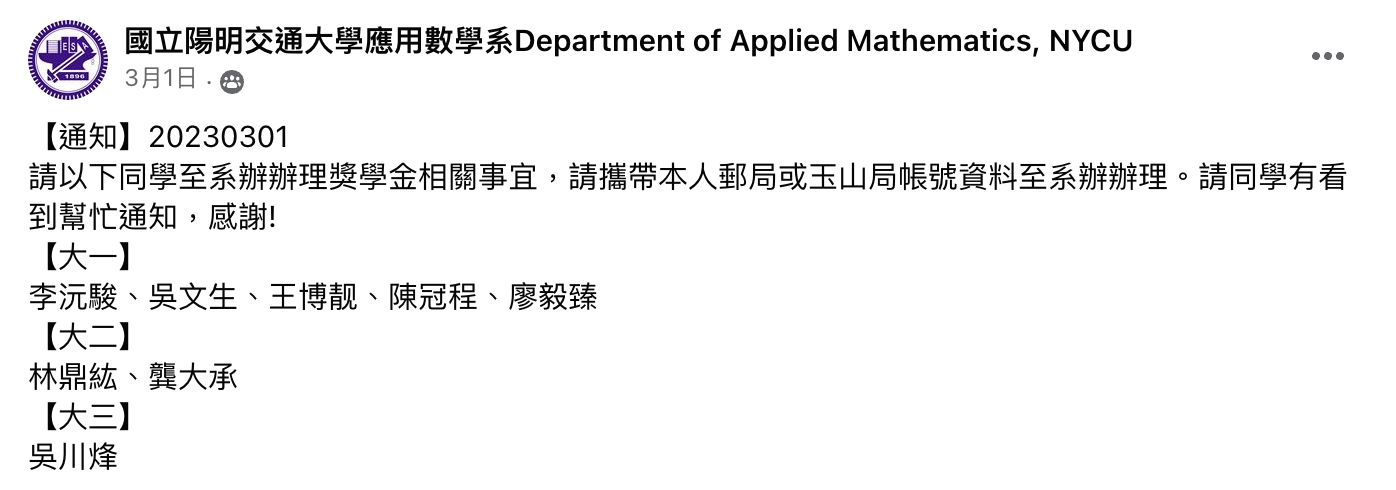 國立陽明交通大學應用數學系Department of Applied Mathematics, NYCU
3月1日 ·
【通知】20230301
請以下同學至系辦辦理獎學金相關事宜，請攜帶本人郵局或玉山局帳號資料至系辦辦理。請同學有看
到幫忙通知，感謝!
【大一】
李沅駿、吳文生、王博靓、陳冠程、廖毅臻
【大二】
林鼎紘、龔大承
【大三】
吳川烽